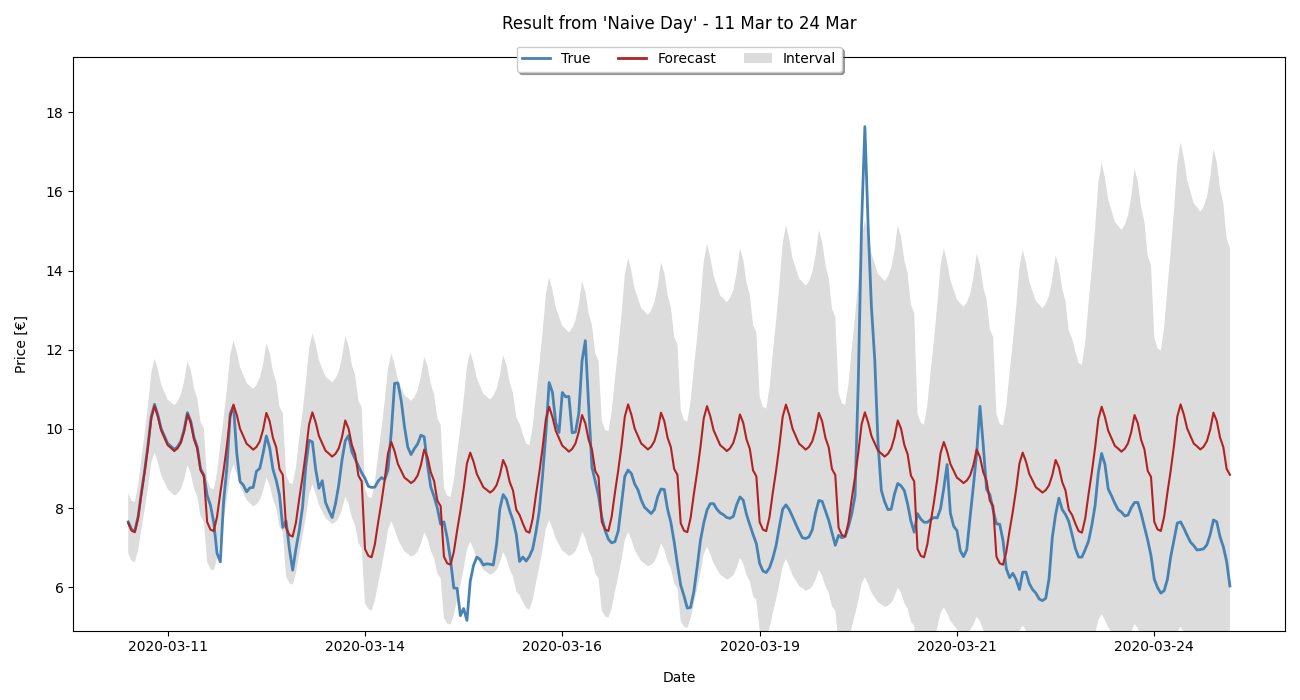 Result from 'Naive Day' - 11 Mar to 24 Mar
True Forecast Interval
Price [€]
18
16
14
12
10
8
6
2020-03-11 2020-03-14 2020-03-16 2020-03-19 2020-03-21 2020-03-24
Date